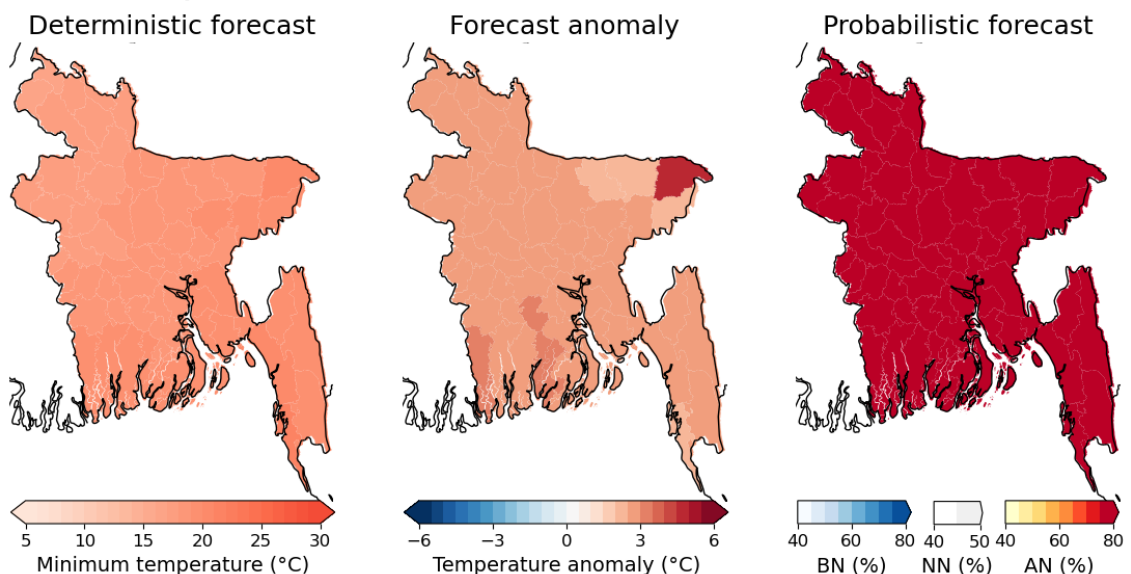 Deterministic forecast
Forecast anomaly
Probabilistic forecast
5 10 15 20 25 30
Minimum temperature (°C)
−6 −3 0 3 6
Temperature anomaly (°C)
40 60 80
BN (%)
40 50
NN (%)
40 60 80
AN (%)